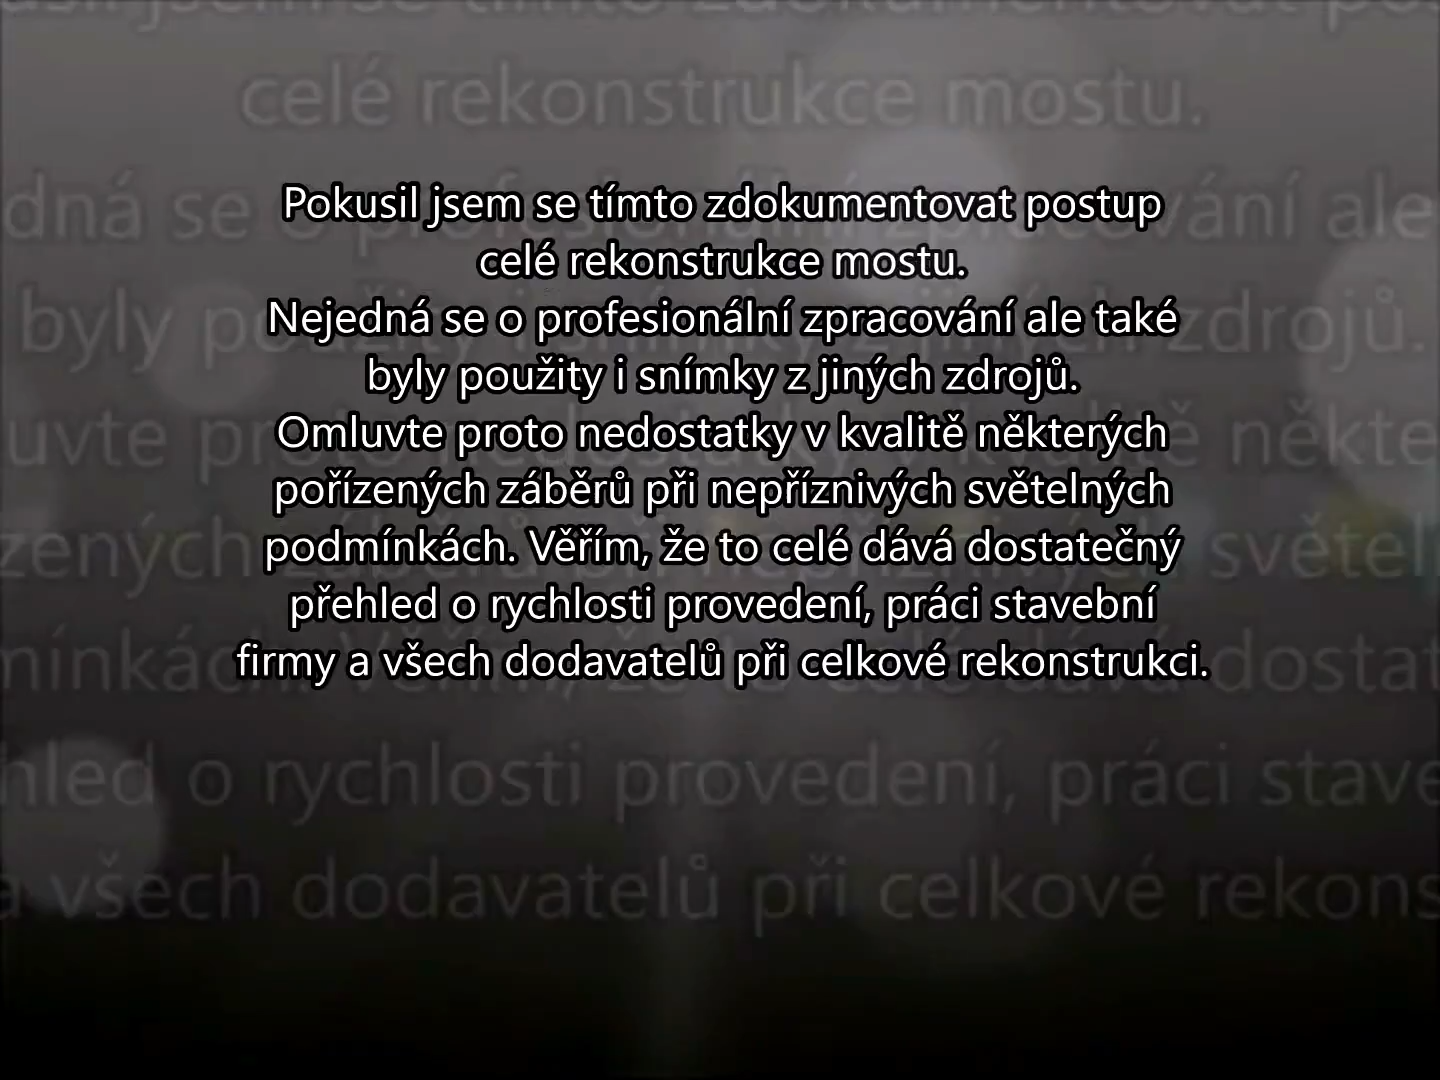 Pokusil jsem se tímto zdokumentovat postup
celé rekonstrukce mostu.
Nejedná se o profesionální zpracování ale také
byly použity i snímky z jiných zdrojů.
Omluvte proto nedostatky v kvalitě některých
pořízených záběrů při nepříznivých světelných
podmínkách. Věřím, že to celé dává dostatečný
přehled o rychlosti provedení, práci stavební
firmy a všech dodavatelů při celkové rekonstrukci.